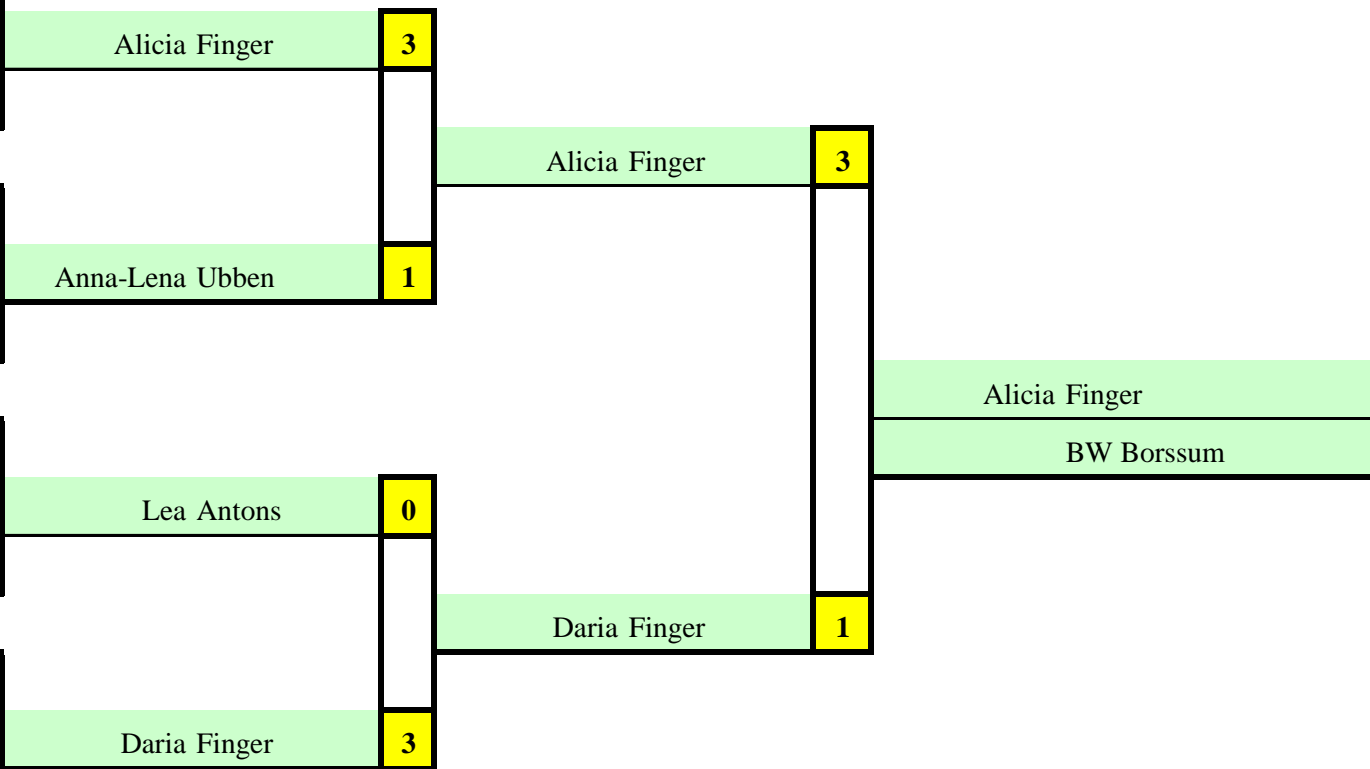 Alicia Finger 3
Alicia Finger 3
Anna-Lena Ubben 1
Alicia Finger
BW Borssum
Lea Antons 0
Daria Finger 1
Daria Finger 3